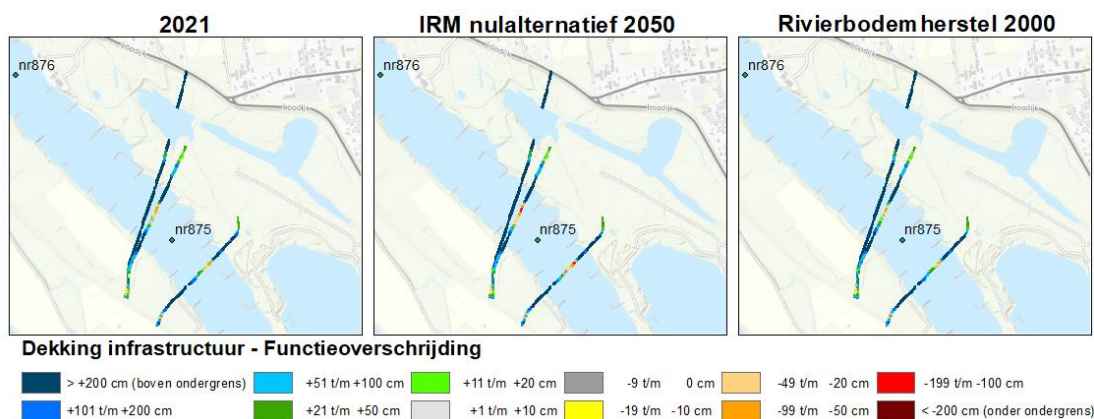 2021 IRM nulalternatief 2050 Rivierbodemherstel 2000
nr876 nr876 nr876
nr875 nr875 nr875
Dekking infrastructuur - Functieoverschrijding
> +200 cm (boven ondergrens) +51 t/m +100 cm +11 t/m +20 cm -9 t/m 0 cm -49 t/m -20 cm -199 t/m -100 cm
+101 t/m +200 cm +21 t/m +50 cm +1 t/m +10 cm -19 t/m -10 cm -99 t/m -50 cm < -200 cm (onder ondergrens)